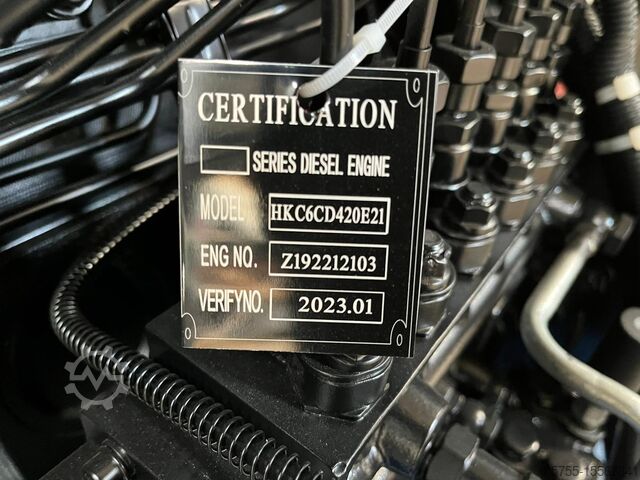 CERTIFICATION
SERIES DIESEL ENGINE
MODEL HKC6CD420E21
ENG NO. Z192212103
VERIFYNO. 2023.01